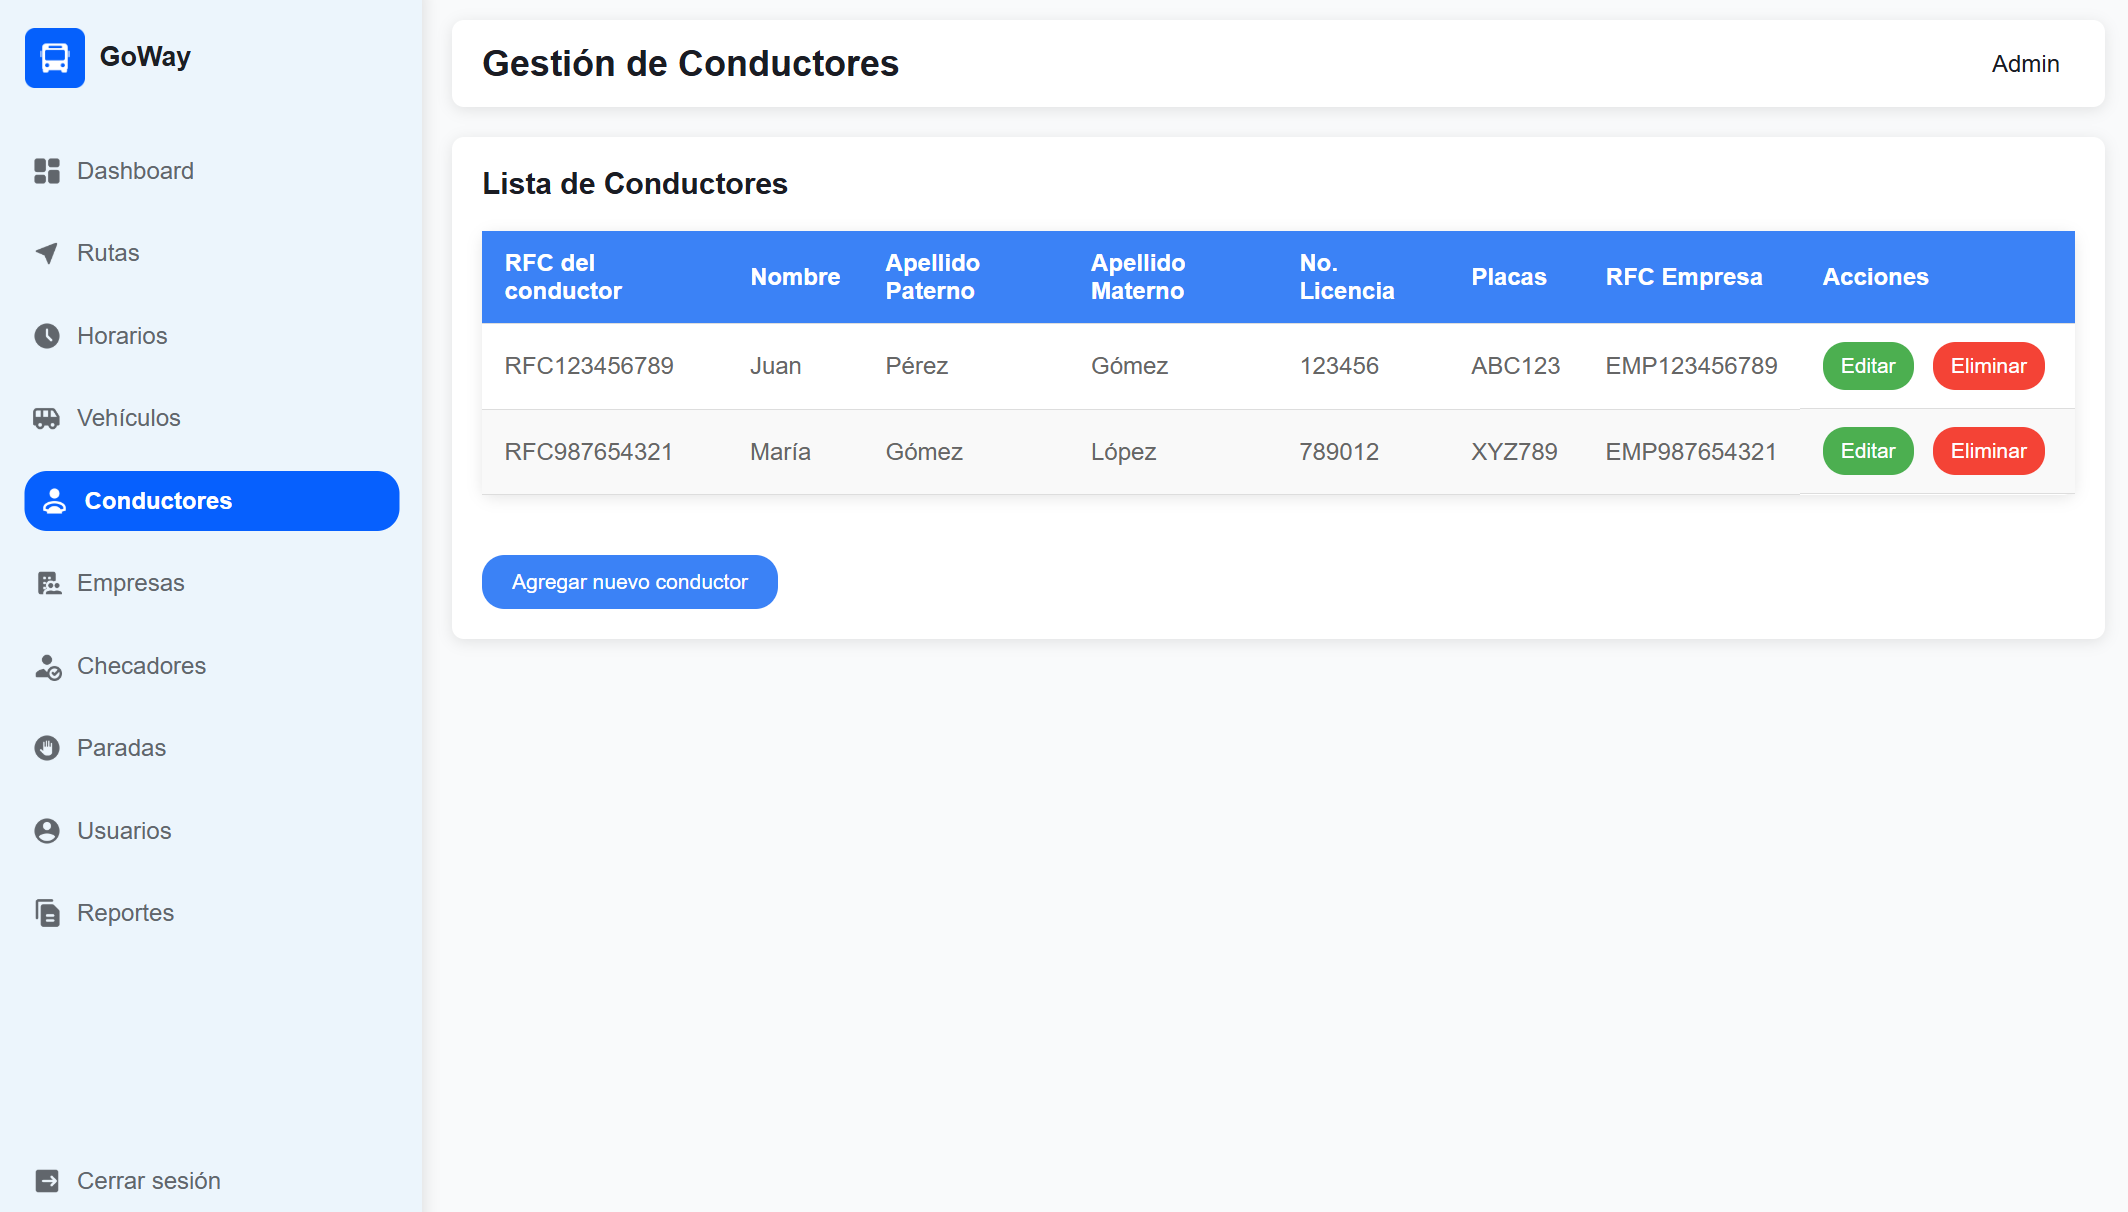 GoWay
Dashboard
Rutas
Horarios
Vehículos
Conductores
Empresas
Checadores
Paradas
Usuarios
Reportes
Cerrar sesión
Gestión de Conductores
Admin
Lista de Conductores
RFC del conductor Nombre Apellido Paterno Apellido Materno No. Licencia Placas RFC Empresa Acciones
RFC123456789 Juan Pérez Gómez 123456 ABC123 EMP123456789 Editar Eliminar
RFC987654321 María Gómez López 789012 XYZ789 EMP987654321 Editar Eliminar
Agregar nuevo conductor